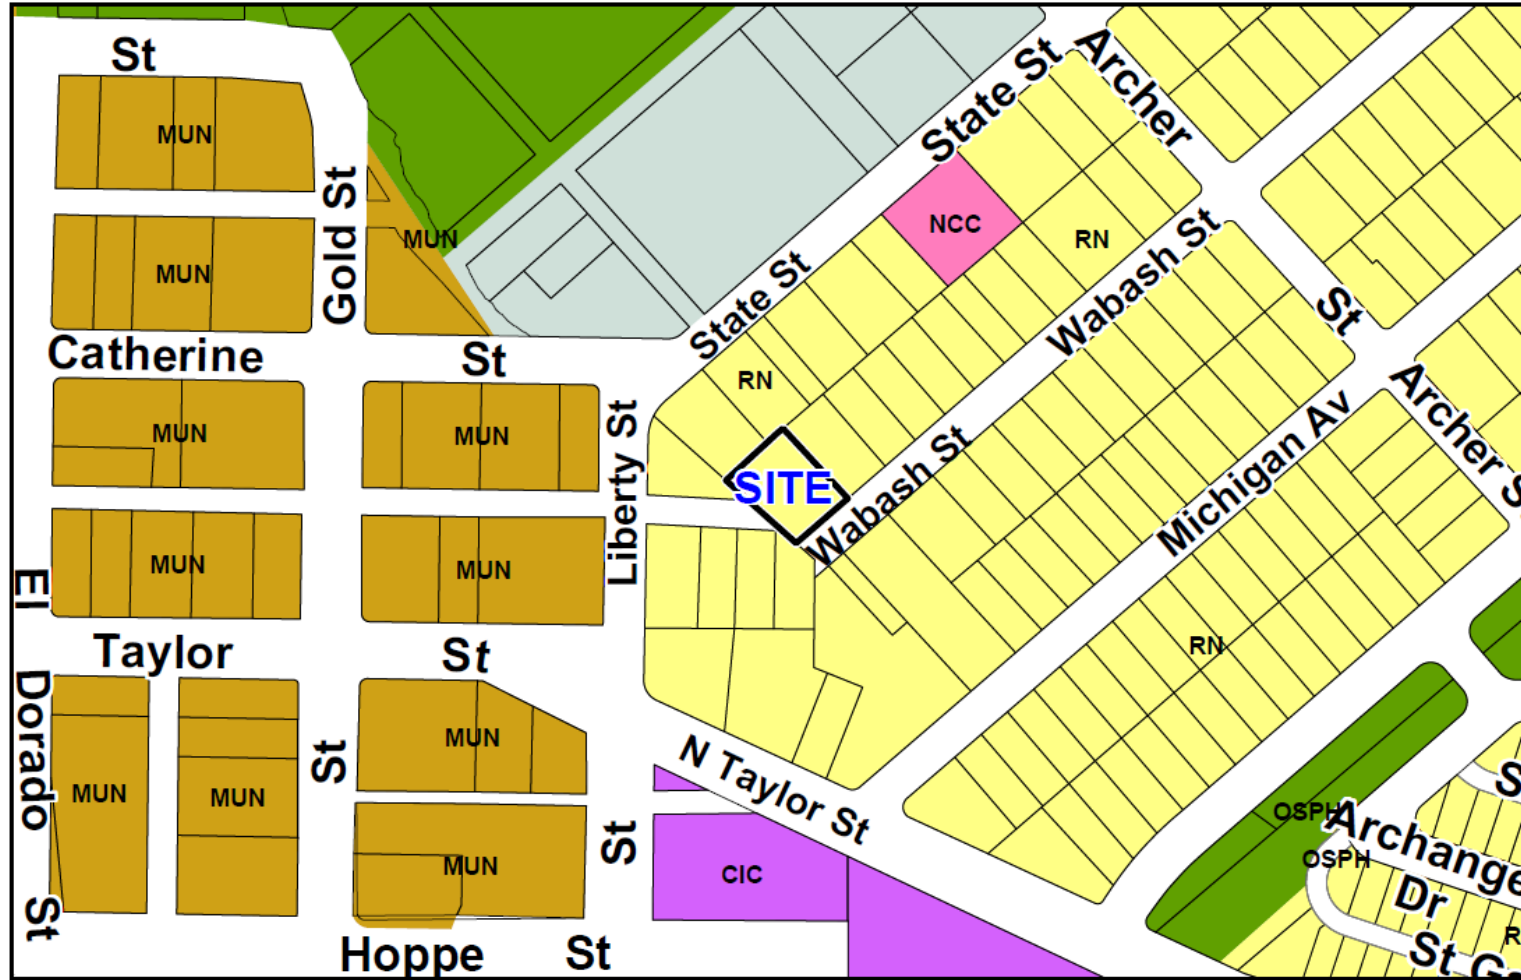 St
State St
Archer
MUN
NCC
RN
Gold St
MUN
MUN
Wabash St
St
State St
Catherine
St
RN
Archer St
Michigan Av
MUN
MUN
Liberty St
SITE
Wabash St
MUN
MUN
El
Taylor
St
RN
Dorado
MUN
MUN
St
MUN
N Taylor St
OSPH
Archange
OSPH
S
MUN
St
CIC
Dr
St
Hoppe
St
St G
R